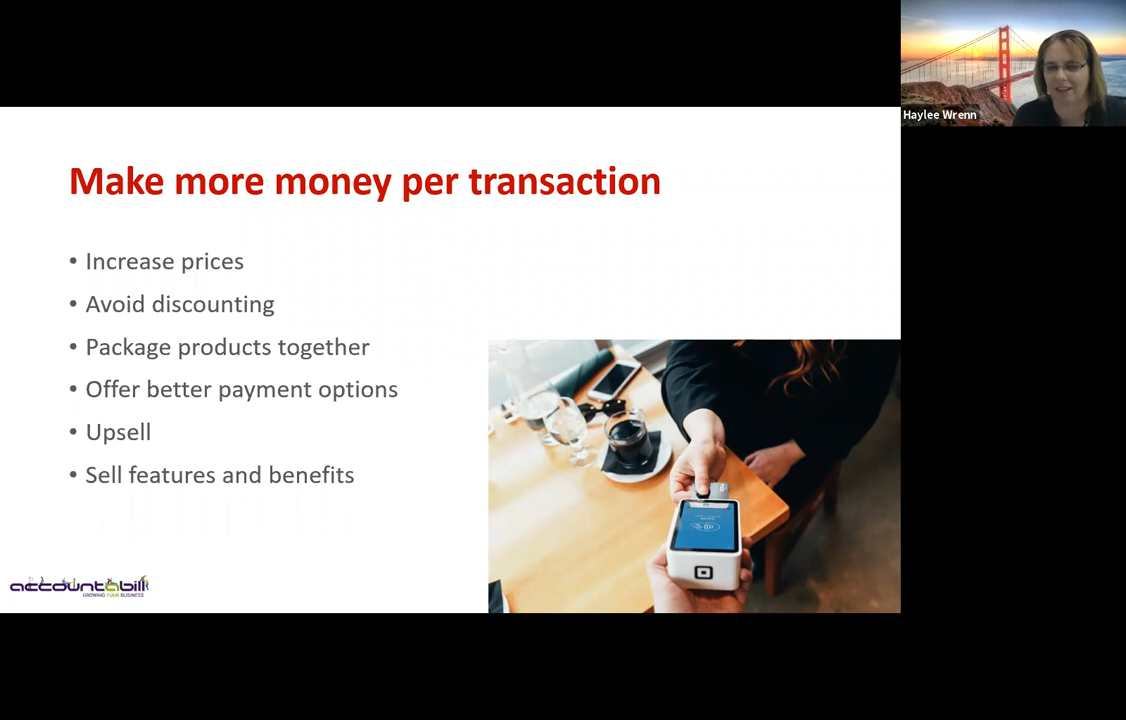 Haylee Wrenn
Make more money per transaction
• Increase prices
• Avoid discounting
• Package products together
• Offer better payment options
• Upsell
• Sell features and benefits
accountabill
GROWING YOUR BUSINESS